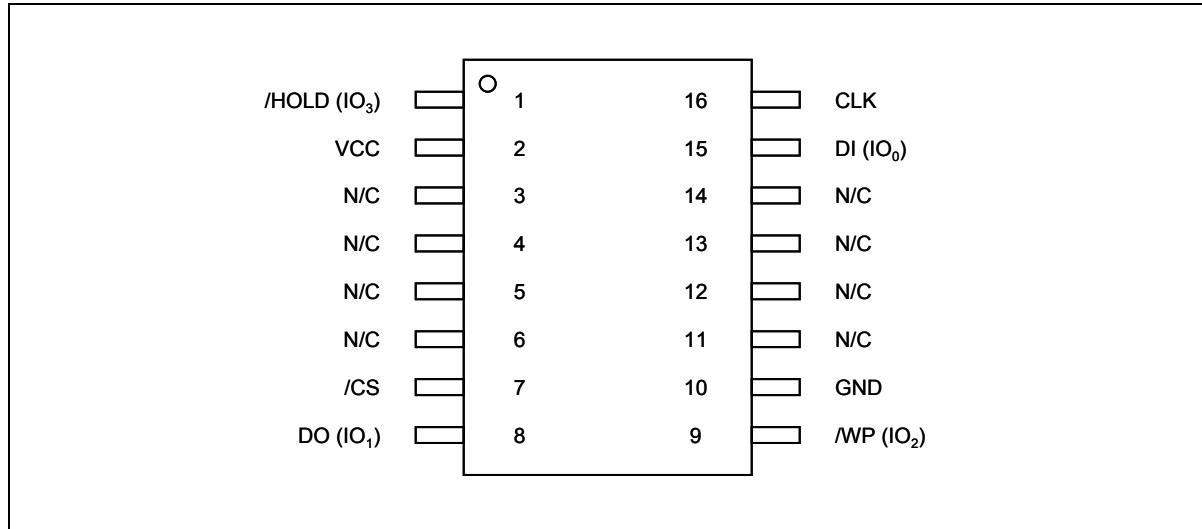 /HOLD (IO₃) 1 16 CLK
VCC 2 15 DI (IO₀)
N/C 3 14 N/C
N/C 4 13 N/C
N/C 5 12 N/C
N/C 6 11 N/C
/CS 7 10 GND
DO (IO₁) 8 9 /WP (IO₂)